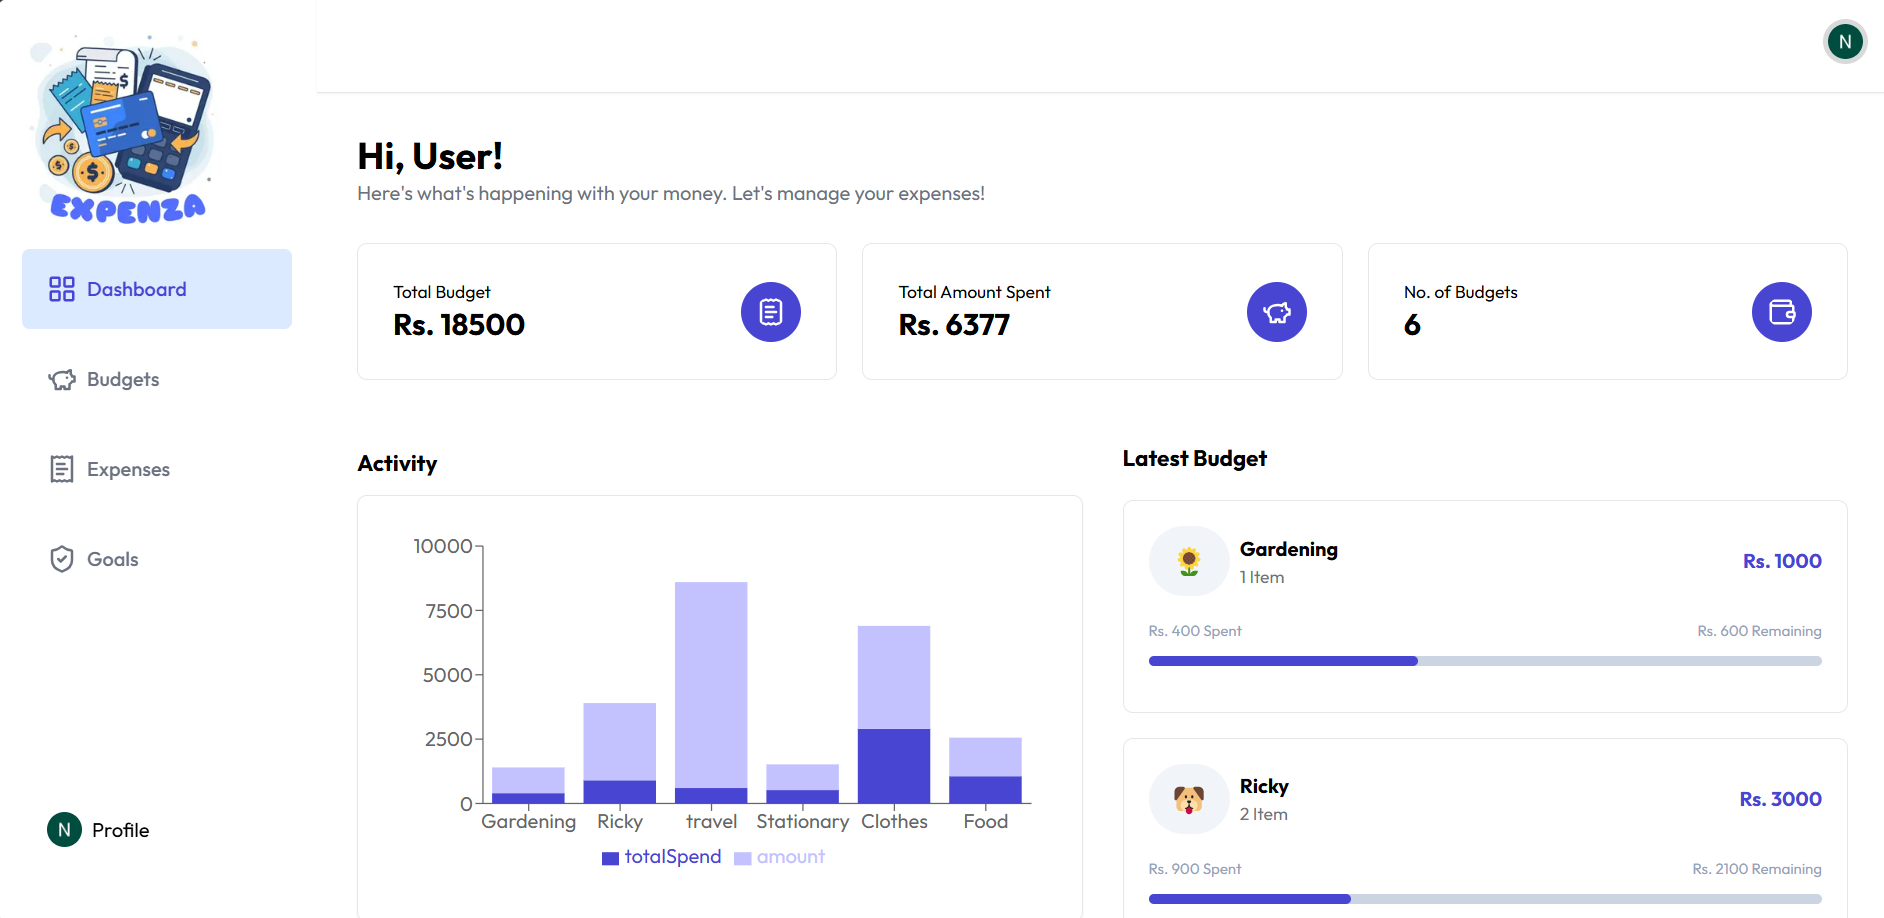 EXPENZA
Dashboard
Budgets
Expenses
Goals
N Profile
N
Hi, User!
Here's what's happening with your money. Let's manage your expenses!
Total Budget
Rs. 18500
Total Amount Spent
Rs. 6377
No. of Budgets
6
Activity
10000
7500
5000
2500
0
Gardening Ricky travel Stationary Clothes Food
totalSpend amount
Latest Budget
Gardening
1 Item
Rs. 1000
Rs. 400 Spent Rs. 600 Remaining
Ricky
2 Item
Rs. 3000
Rs. 900 Spent Rs. 2100 Remaining